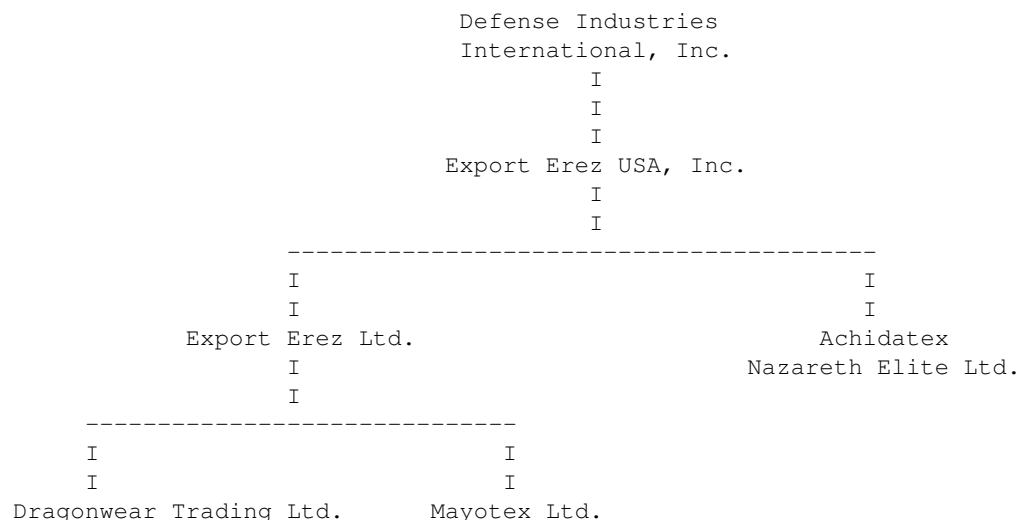 Defense Industries
International, Inc.
I
I
I
Export Erez USA, Inc.
I
I
-----------------------------------------
I I
I I
Export Erez Ltd. Achidatex
I Nazareth Elite Ltd.
I
------------------------------
I I
I I
Dragonwear Trading Ltd. Mayotex Ltd.